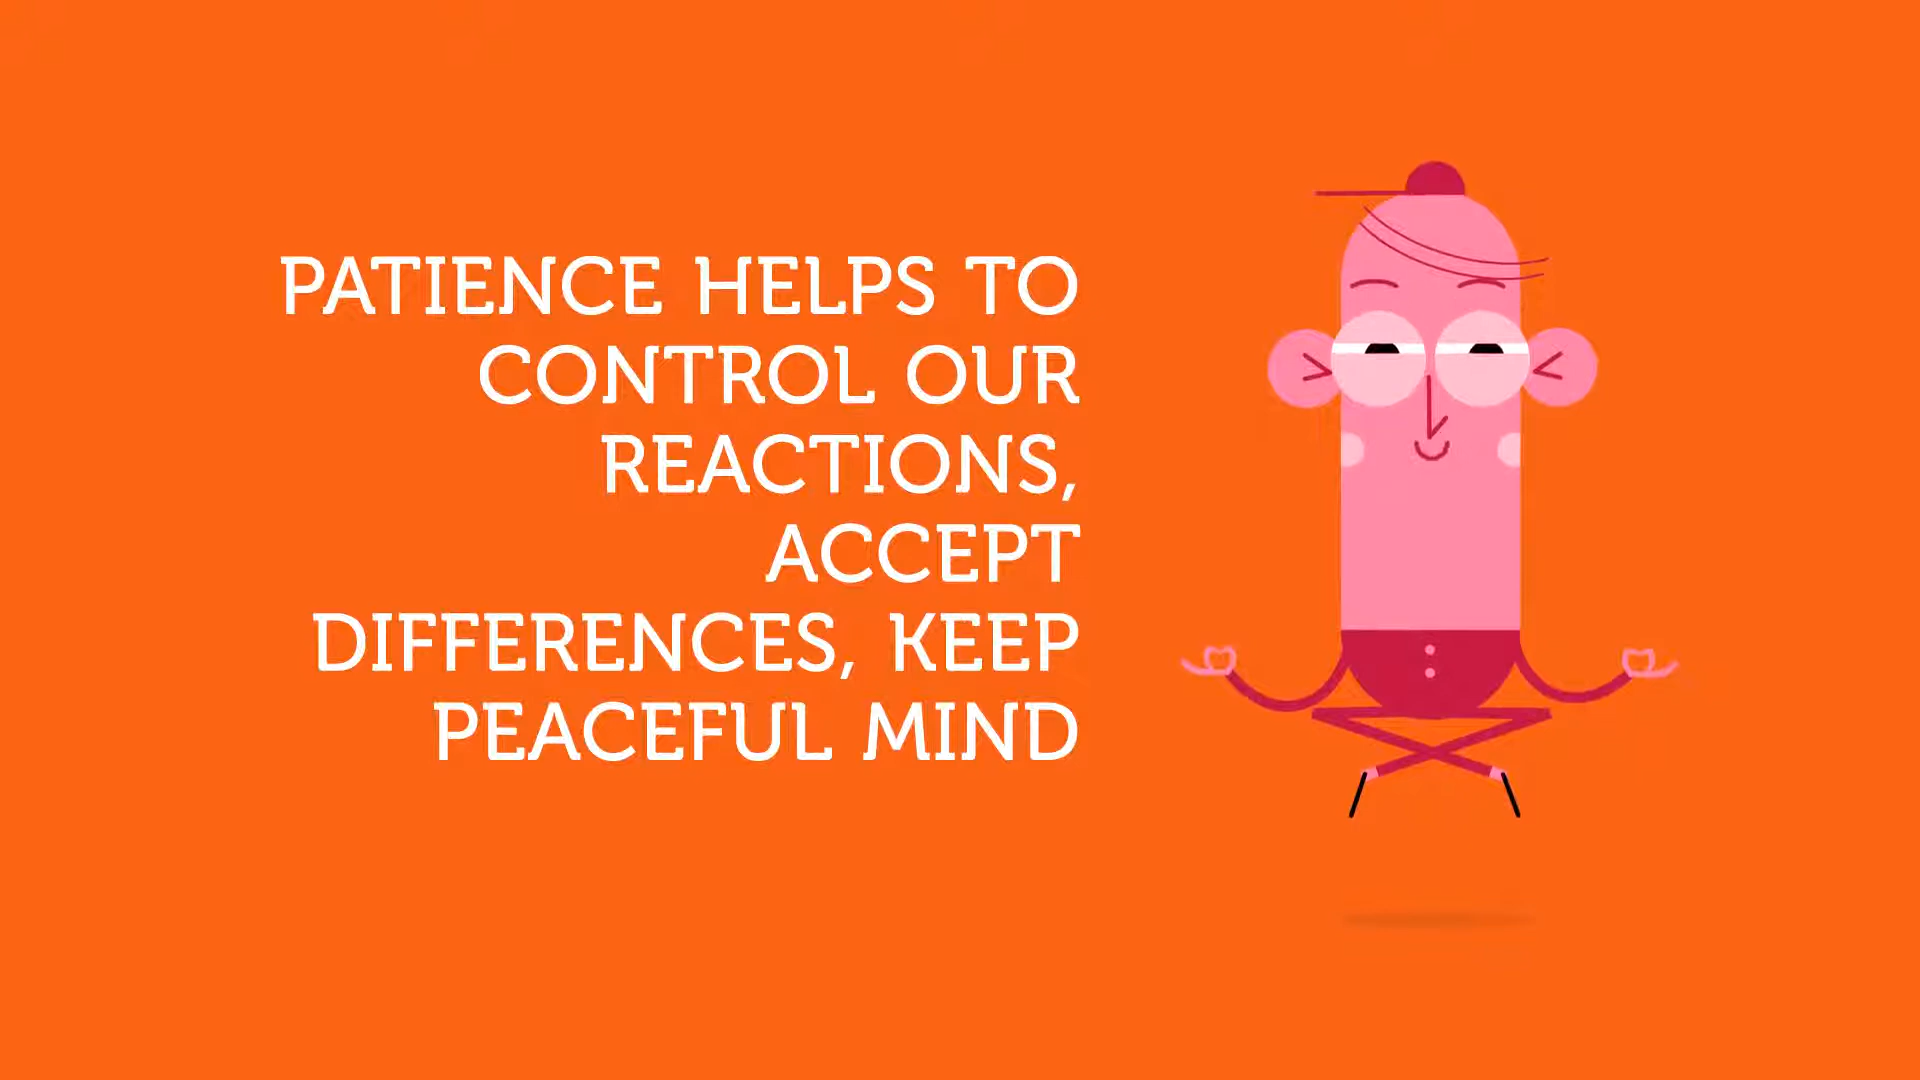 PATIENCE HELPS TO
CONTROL OUR
REACTIONS,
ACCEPT
DIFFERENCES, KEEP
PEACEFUL MIND